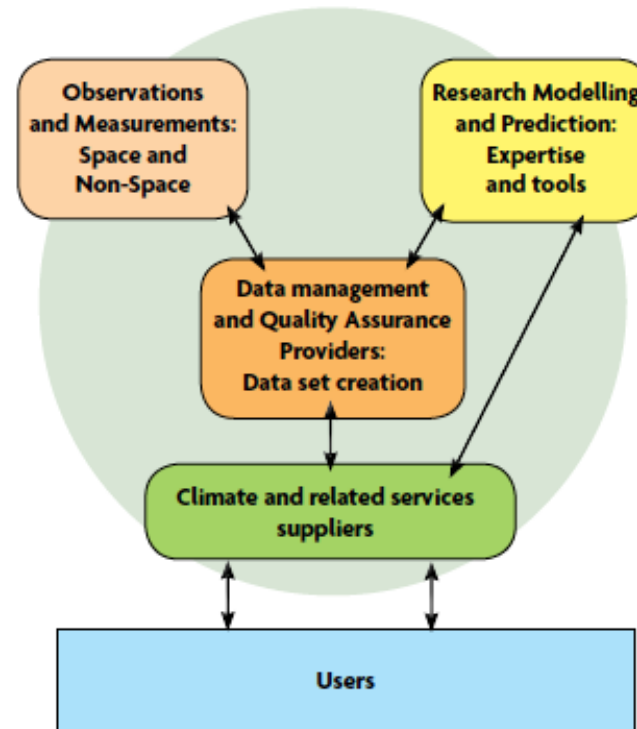 Observations
and Measurements:
Space and
Non-Space
Research Modelling
and Prediction:
Expertise
and tools
Data management
and Quality Assurance
Providers:
Data set creation
Climate and related services
suppliers
Users